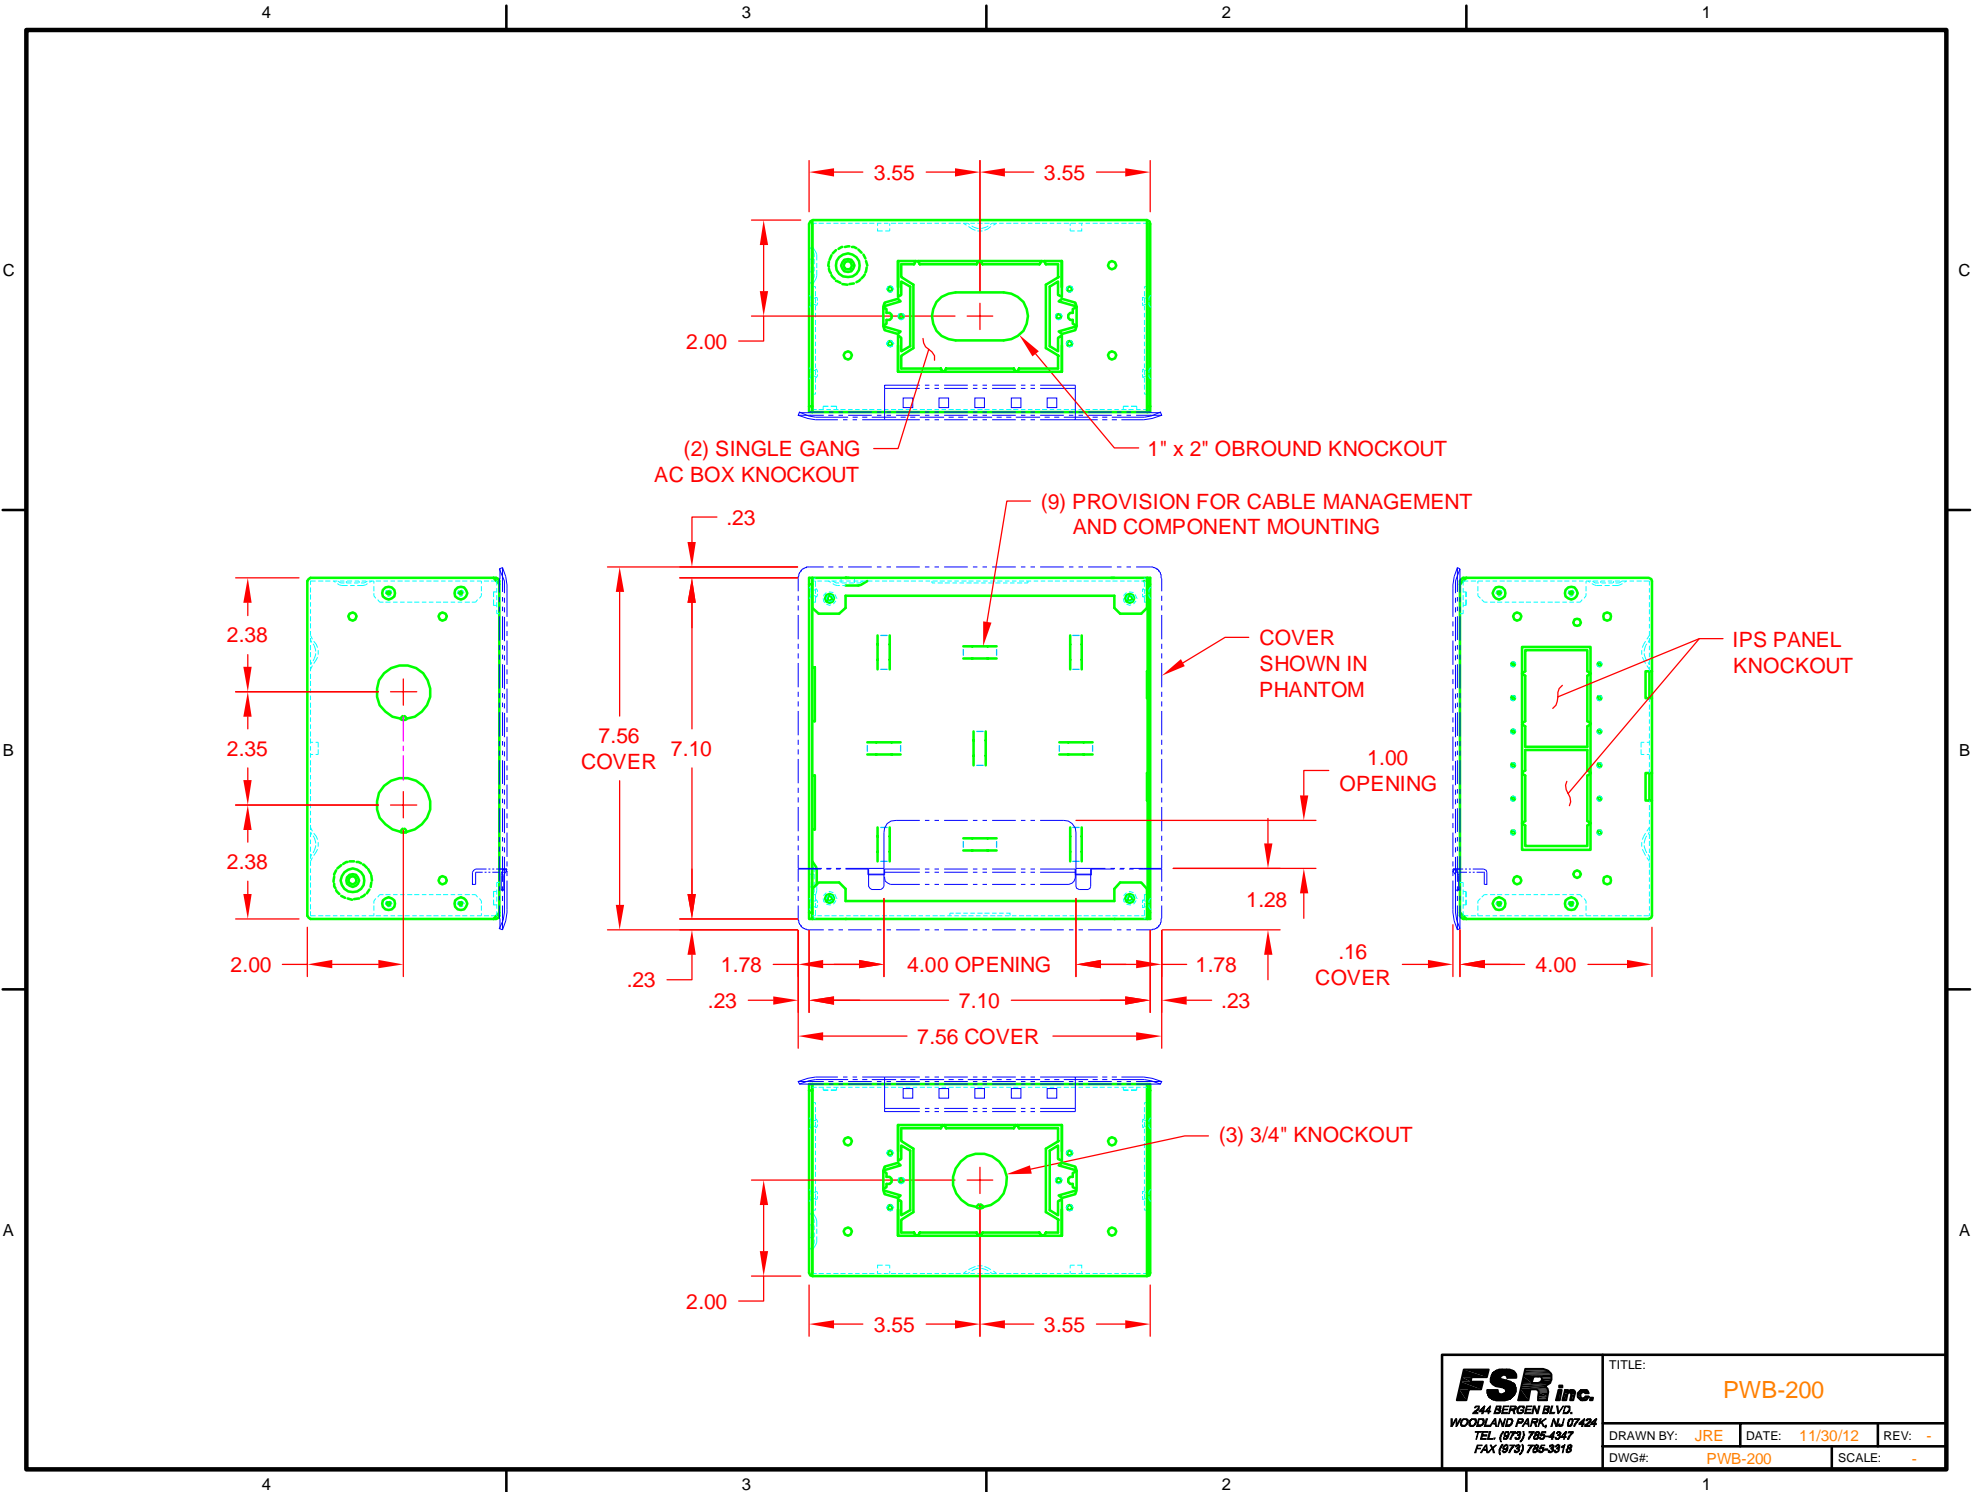 4 3 2 1
3.55 3.55
C C
2.00
(2) SINGLE GANG
AC BOX KNOCKOUT
1" x 2" OBROUND KNOCKOUT
(9) PROVISION FOR CABLE MANAGEMENT
AND COMPONENT MOUNTING
.23
2.38
2.35
2.38
2.00
7.56
COVER
7.10
COVER
SHOWN IN
PHANTOM
IPS PANEL
KNOCKOUT
B B
1.00
OPENING
1.28
.16
COVER
4.00
.23
1.78 4.00 OPENING 1.78
.23 7.10 .23
7.56 COVER
(3) 3/4" KNOCKOUT
A A
2.00
3.55 3.55
FSR inc.
244 BERGEN BLVD.
WOODLAND PARK, NJ 07424
TEL. (973) 785-4347
FAX (973) 785-3318
TITLE:
PWB-200
DRAWN BY: JRE DATE: 11/30/12 REV: -
DWG#: PWB-200 SCALE: -
4 3 2 1